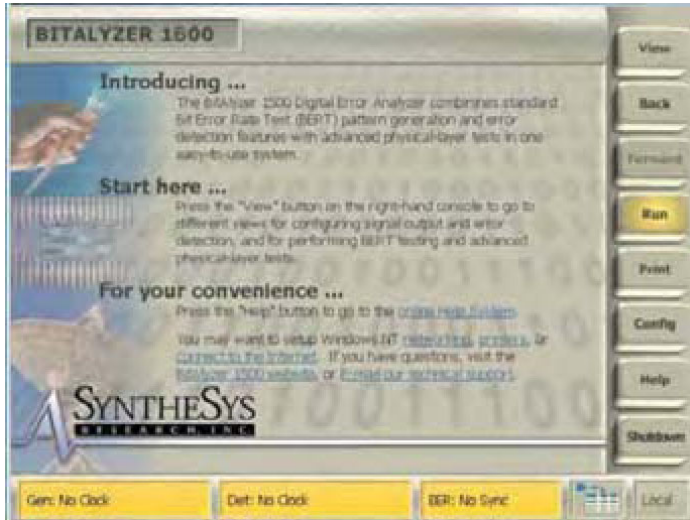 BITALYZER 1600
View
Introducing ...
The BitAlyzer 1500 Digital Error Analyzer combines standard
Bit Error Rate Test (BERT) pattern generation and error
detection features with advanced physical-layer tests in one
easy-to-use system.
Back
Forward
Start here ...
Press the "View" button on the right-hand console to go to
different views for configuring signal output and error
detection, and for performing BERT testing and advanced
physical-layer tests.
Run
Print
For your convenience ...
Press the "Help" button to go to the online Help System.
You may want to setup Windows NT networking, printers, or
connect to the Internet. If you have questions, visit the
BitAlyzer 1500 website, or E-mail our technical support.
Config
Help
SYNTHESYS
RESEARCH, INC.
Shutdown
Gen: No Clock
Det: No Clock
BER: No Sync
Local